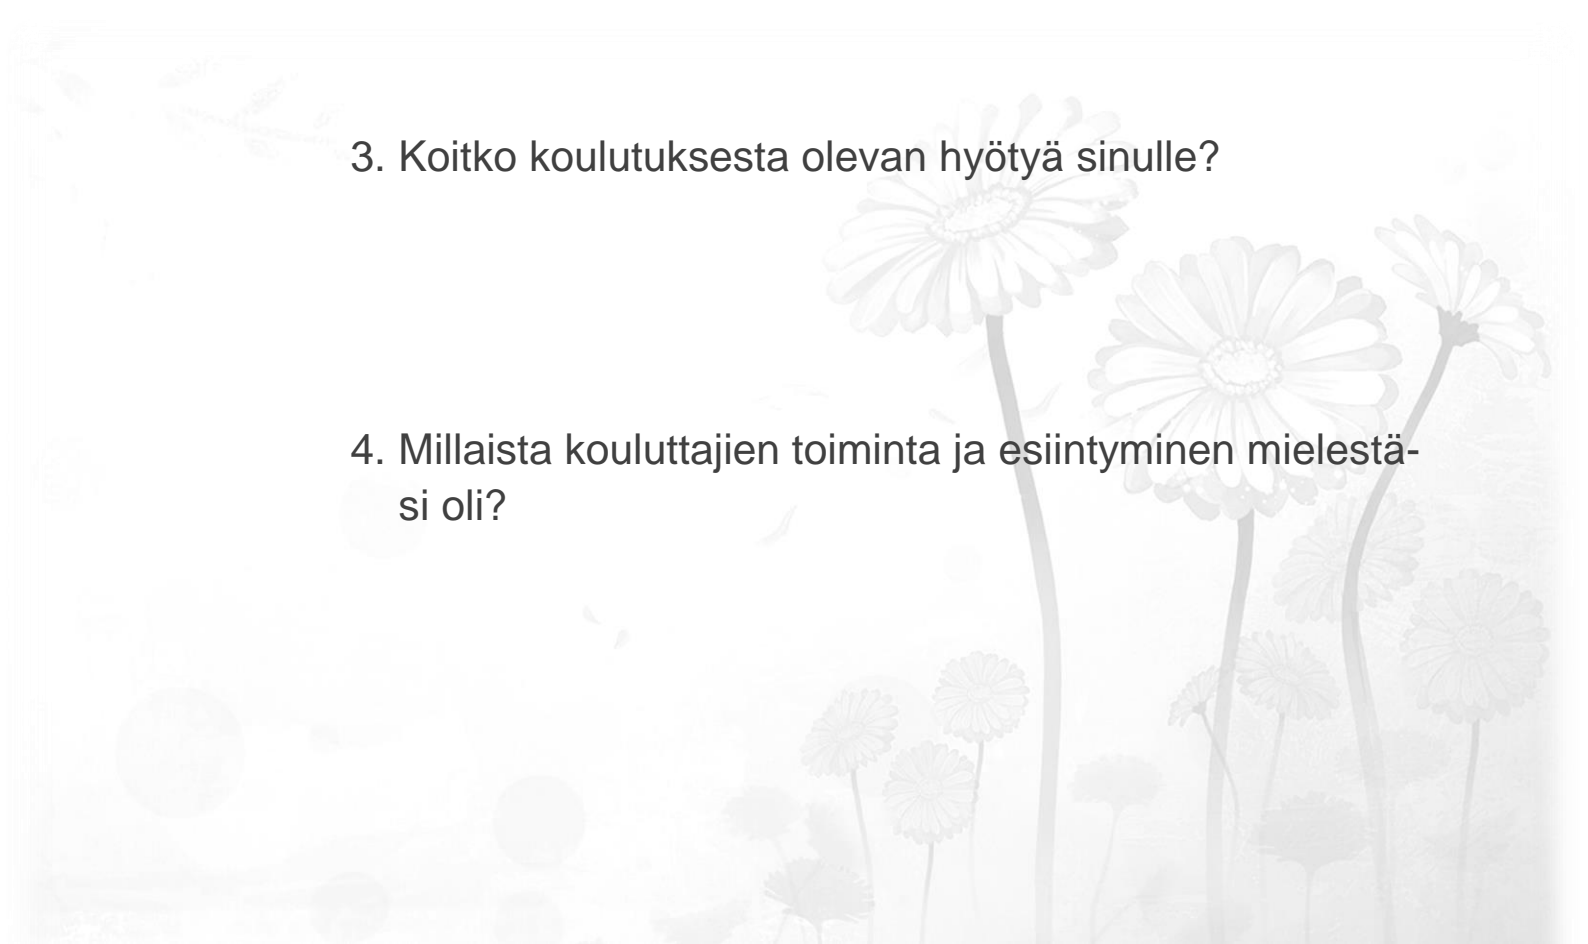 3. Koitko koulutuksesta olevan hyötyä sinulle?
4. Millaista kouluttajien toiminta ja esiintyminen mielestä-
si oli?